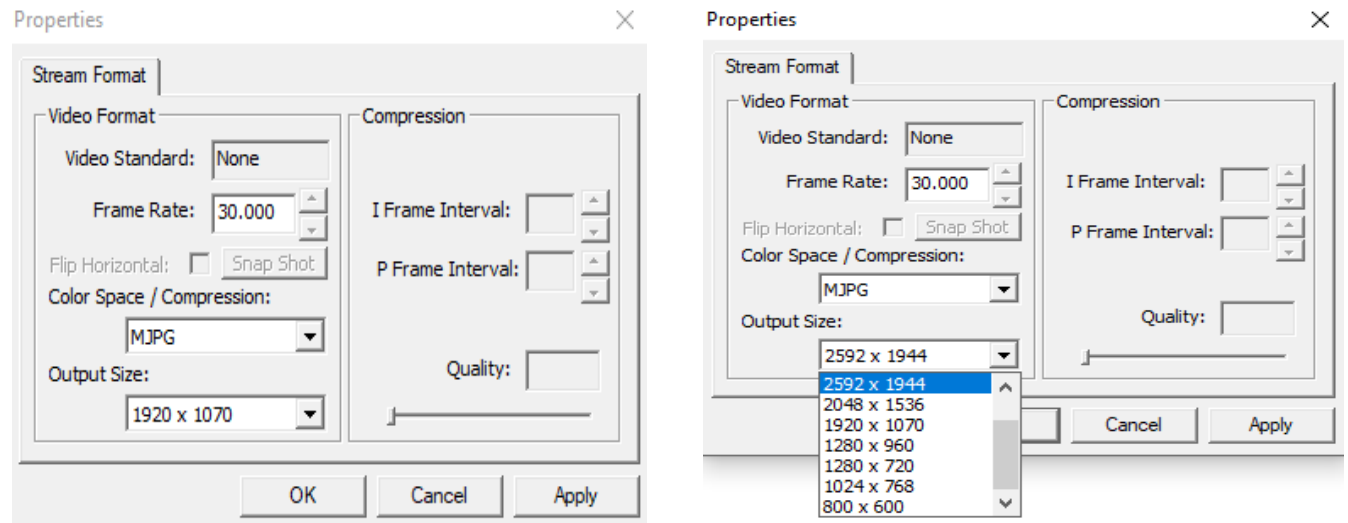 Properties
Stream Format
Video Format
Video Standard: None
Frame Rate: 30.000
Flip Horizontal: Snap Shot
Color Space / Compression:
MJPG
Output Size:
1920 x 1070
Compression
I Frame Interval:
P Frame Interval:
Quality:
OK Cancel Apply
Properties
Stream Format
Video Format
Video Standard: None
Frame Rate: 30.000
Flip Horizontal: Snap Shot
Color Space / Compression:
MJPG
Output Size:
2592 x 1944
2592 x 1944
2048 x 1536
1920 x 1070
1280 x 960
1280 x 720
1024 x 768
800 x 600
Compression
I Frame Interval:
P Frame Interval:
Quality:
Cancel Apply